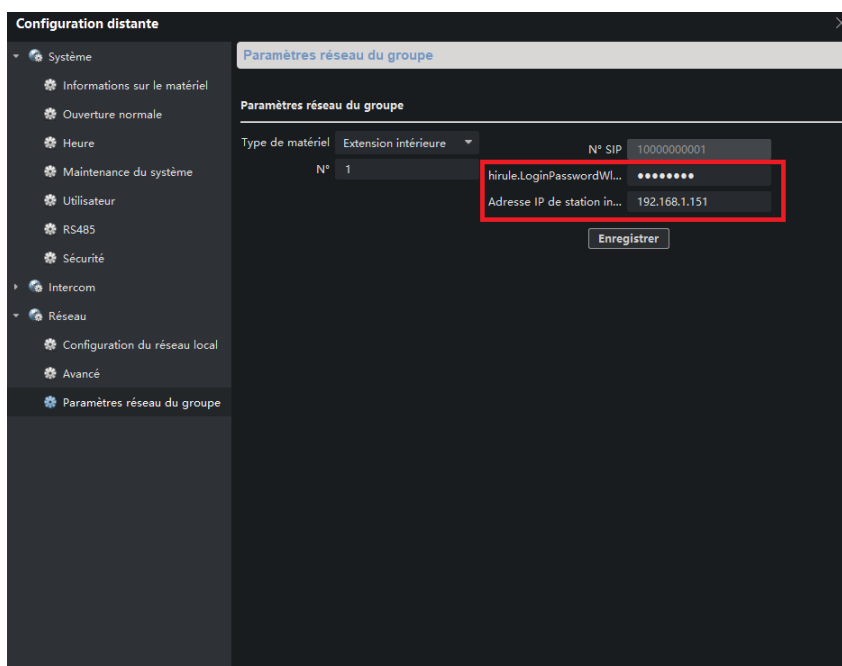 Configuration distante
Système
Informations sur le matériel
Ouverture normale
Heure
Maintenance du système
Utilisateur
RS485
Sécurité
Intercom
Réseau
Configuration du réseau local
Avancé
Paramètres réseau du groupe
Paramètres réseau du groupe
Paramètres réseau du groupe
Type de matériel Extension intérieure
N° SIP 10000000001
N° 1
hirule.LoginPasswordWl... ●●●●●●●●
Adresse IP de station in... 192.168.1.151
Enregistrer